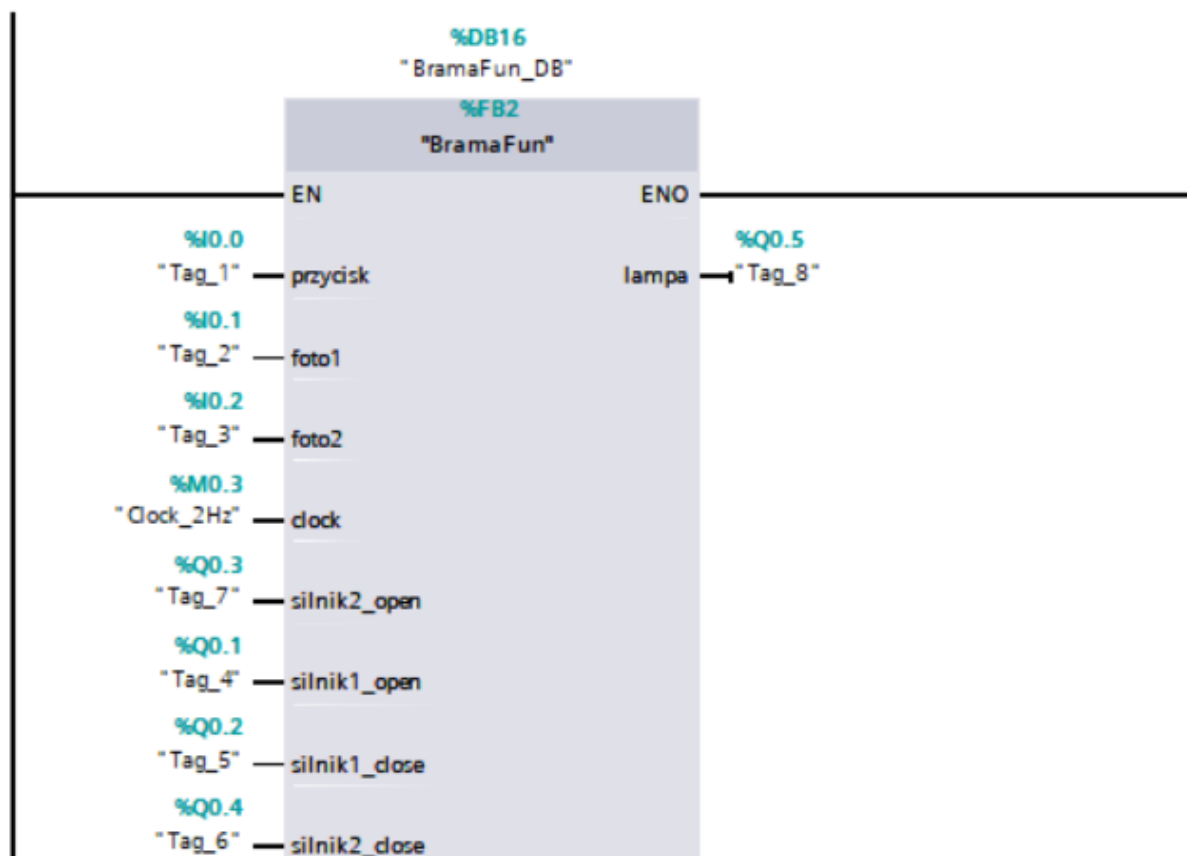 %DB16
"BramaFun_DB"
%FB2
"BramaFun"
EN
ENO
%I0.0
"Tag_1"
przycisk
%Q0.5
lampa
"Tag_8"
%I0.1
"Tag_2"
foto1
%I0.2
"Tag_3"
foto2
%M0.3
"Clock_2Hz"
clock
%Q0.3
"Tag_7"
silnik2_open
%Q0.1
"Tag_4"
silnik1_open
%Q0.2
"Tag_5"
silnik1_close
%Q0.4
"Tag_6"
silnik2_close